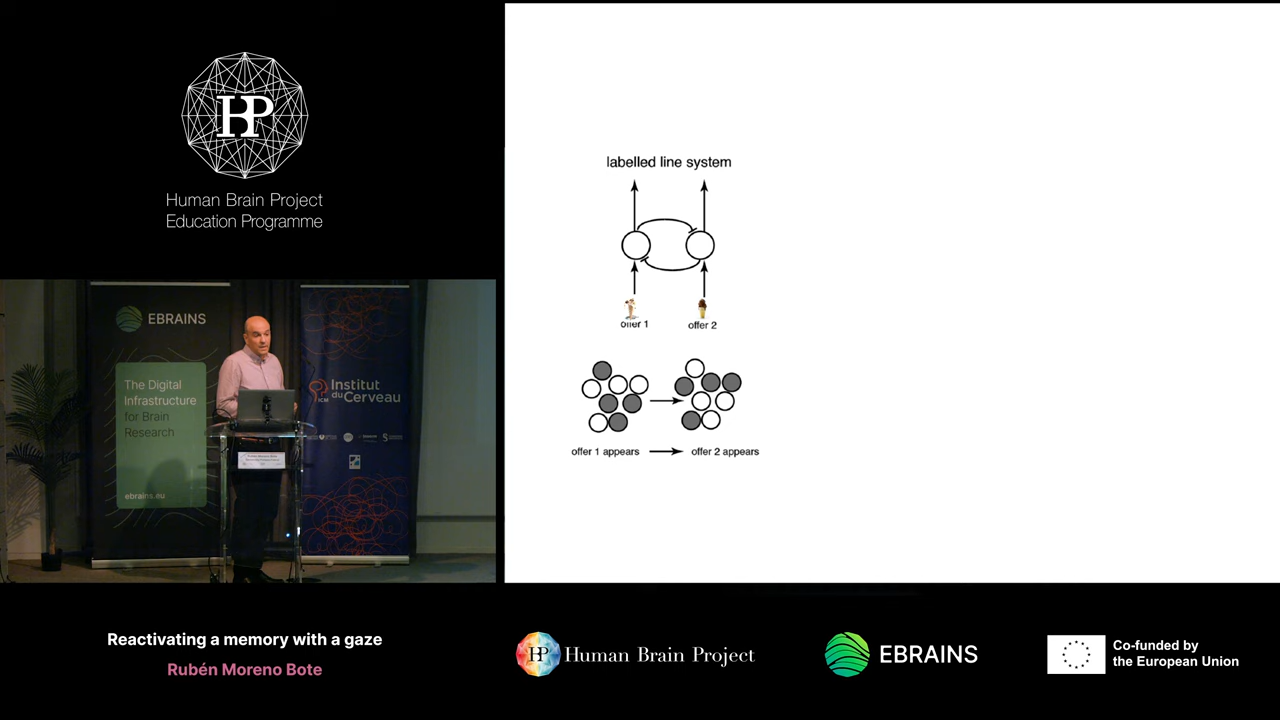 HP
Human Brain Project
Education Programme
EBRAINS
The Digital
Infrastructure
for Brain
Research
ebrains.eu
ICM
Institut
du Cerveau
labelled line system
offer 1
offer 2
offer 1 appears
offer 2 appears
Reactivating a memory with a gaze
Rubén Moreno Bote
HP
Human Brain Project
EBRAINS
Co-funded by
the European Union